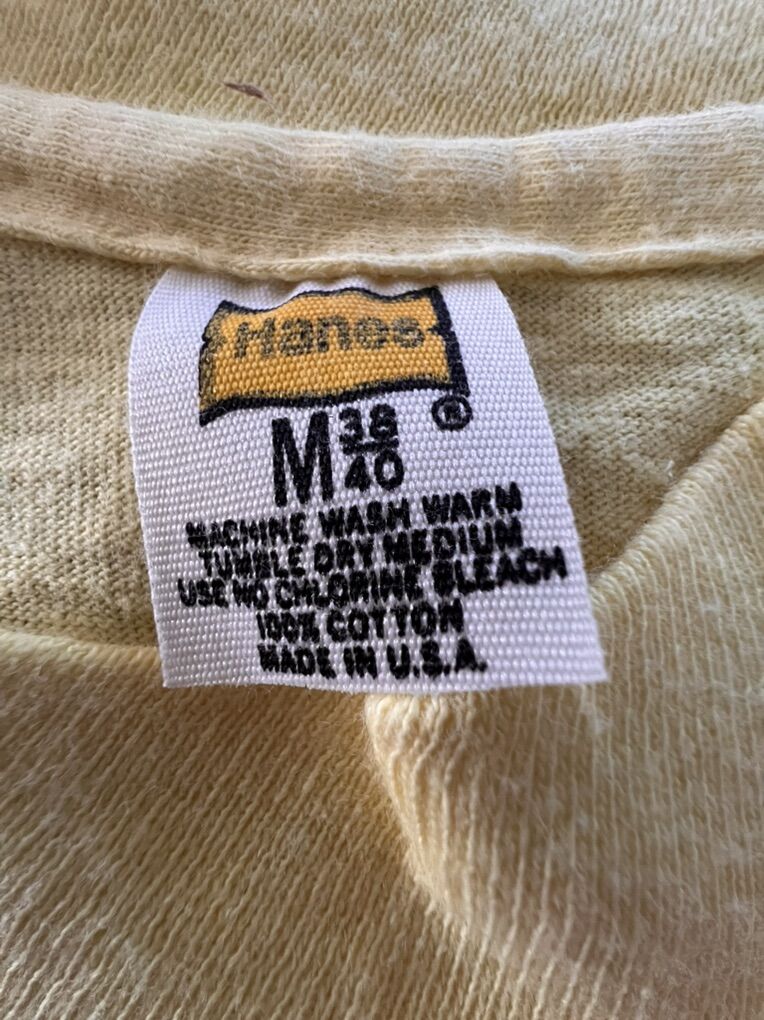 Hanes
®
M 38/40
MACHINE WASH WARM
TUMBLE DRY MEDIUM
USE NO CHLORINE BLEACH
100% COTTON
MADE IN U.S.A.